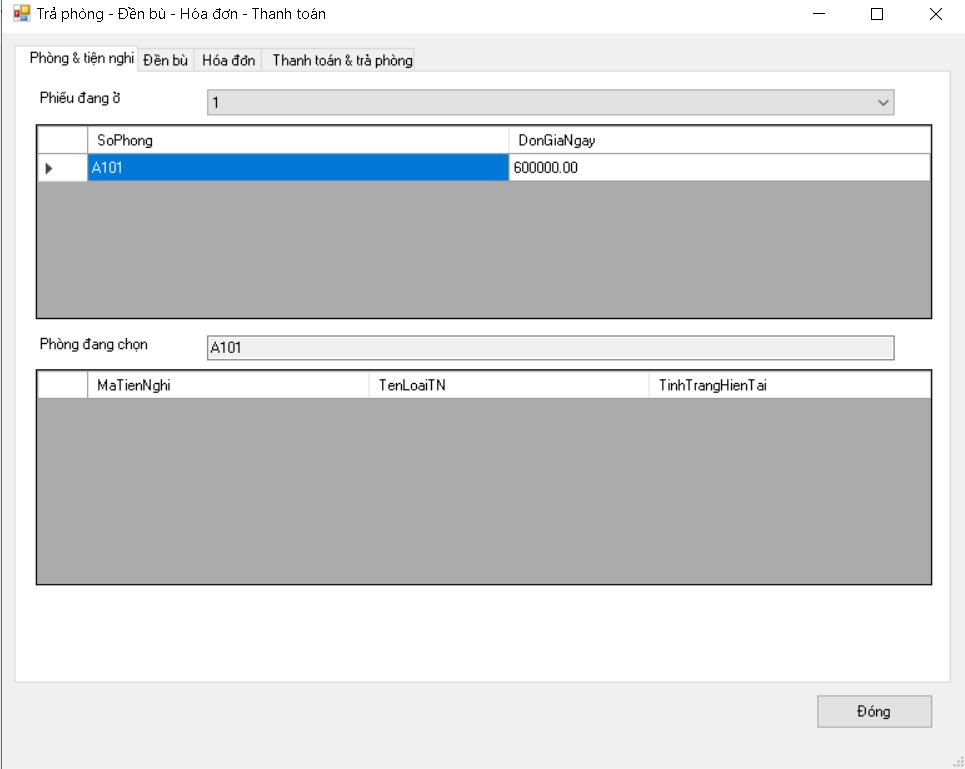 Trả phòng - Đền bù - Hóa đơn - Thanh toán
Phòng & tiện nghi Đền bù Hóa đơn Thanh toán & trả phòng
Phiếu đang ở 1
SoPhong DonGiaNgay
A101 600000.00
Phòng đang chọn A101
MaTienNghi TenLoaiTN TinhTrangHienTai
Đóng